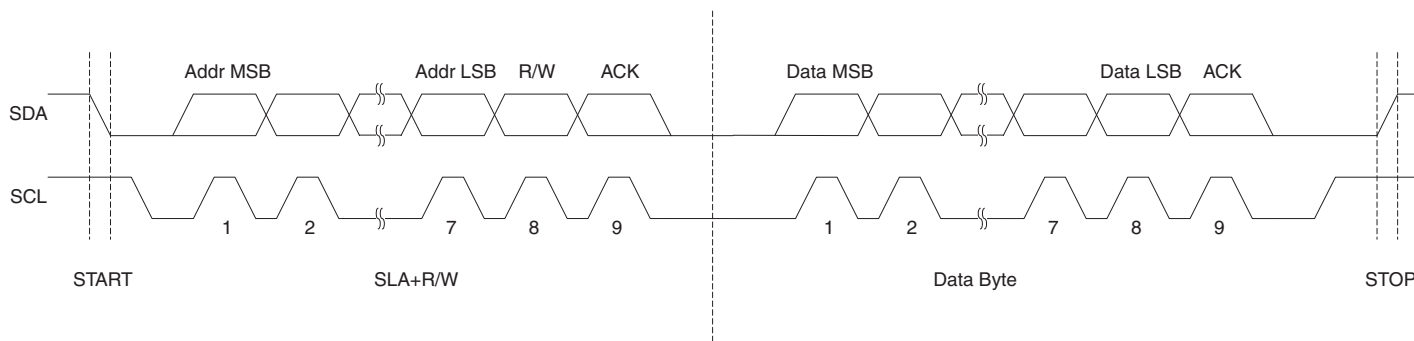 Addr MSB Addr LSB R/W ACK Data MSB Data LSB ACK
SDA
SCL
1 2 7 8 9 1 2 7 8 9
START SLA+R/W Data Byte STOP